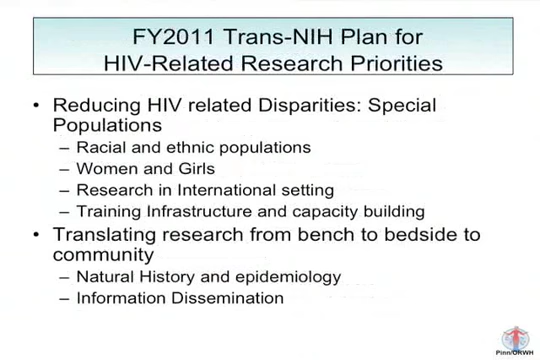 FY2011 Trans-NIH Plan for
HIV-Related Research Priorities
• Reducing HIV related Disparities: Special
Populations
– Racial and ethnic populations
– Women and Girls
– Research in International setting
– Training Infrastructure and capacity building
• Translating research from bench to bedside to
community
– Natural History and epidemiology
– Information Dissemination
Pinn/ORWH